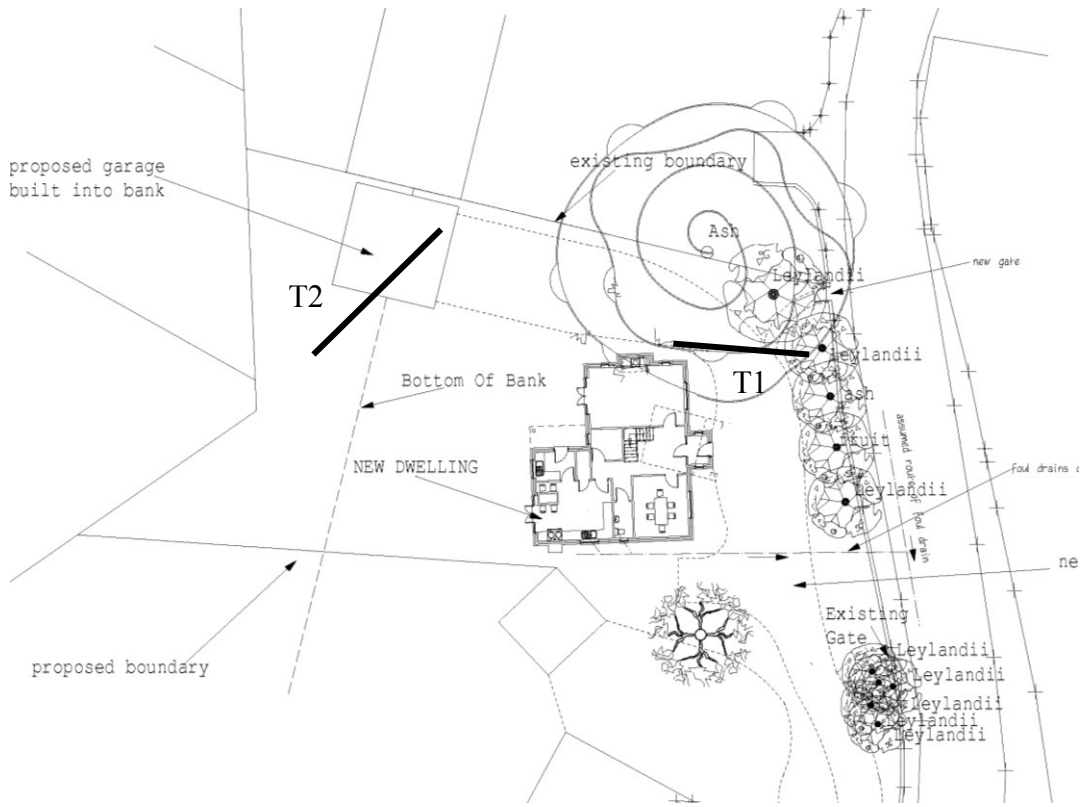 proposed garage
built into bank
existing boundary
Ash
Leylandii
new gate
T2
Leylandii
T1
Bottom Of Bank
ash
assumed route of foul drain
fruit
NEW DWELLING
Leylandii
foul drains
ne
Existing
Gate
Leylandii
proposed boundary
Leylandii
Leylandii
Leylandii
Leylandii